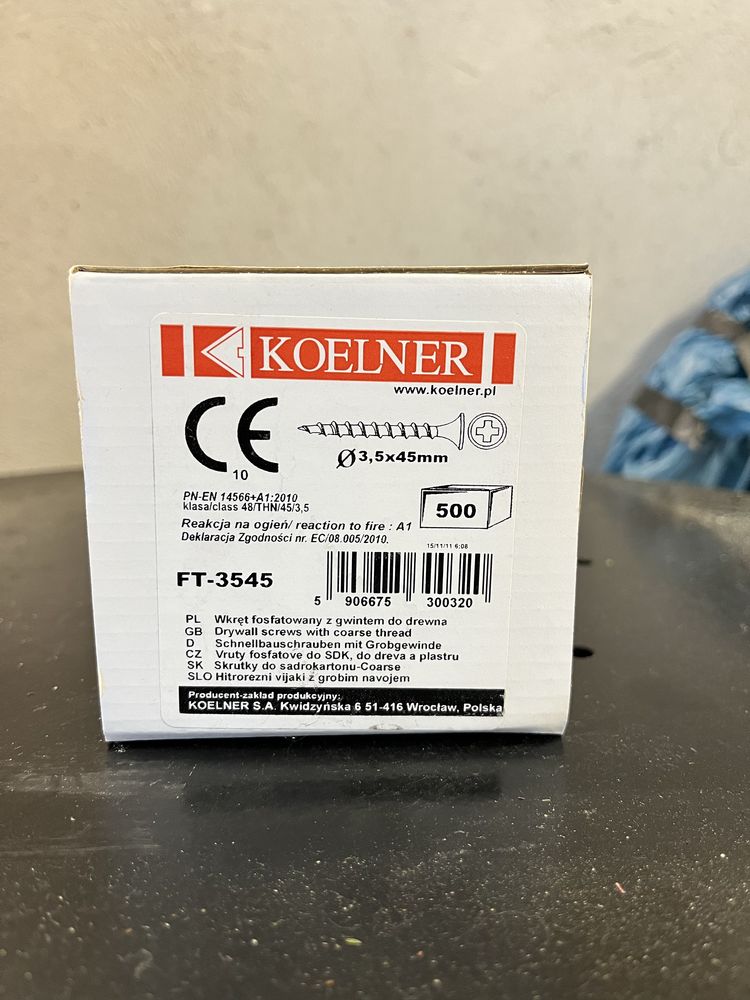 KOELNER
www.koelner.pl
CE
10
Ø 3,5x45mm
PN-EN 14566+A1:2010
klasa/class 48/THN/45/3,5
500
Reakcja na ogień/ reaction to fire : A1
Deklaracja Zgodności nr. EC/08.005/2010.
15/11/11 6:08
FT-3545
5 906675 300320
PL Wkręt fosfatowany z gwintem do drewna
GB Drywall screws with coarse thread
D Schnellbauschrauben mit Grobgewinde
CZ Vruty fosfatove do SDK, do dreva a plastru
SK Skrutky do sadrokartonu-Coarse
SLO Hitrorezni vijaki z grobim navojem
Producent-zakład produkcyjny:
KOELNER S.A. Kwidzyńska 6 51-416 Wrocław, Polska